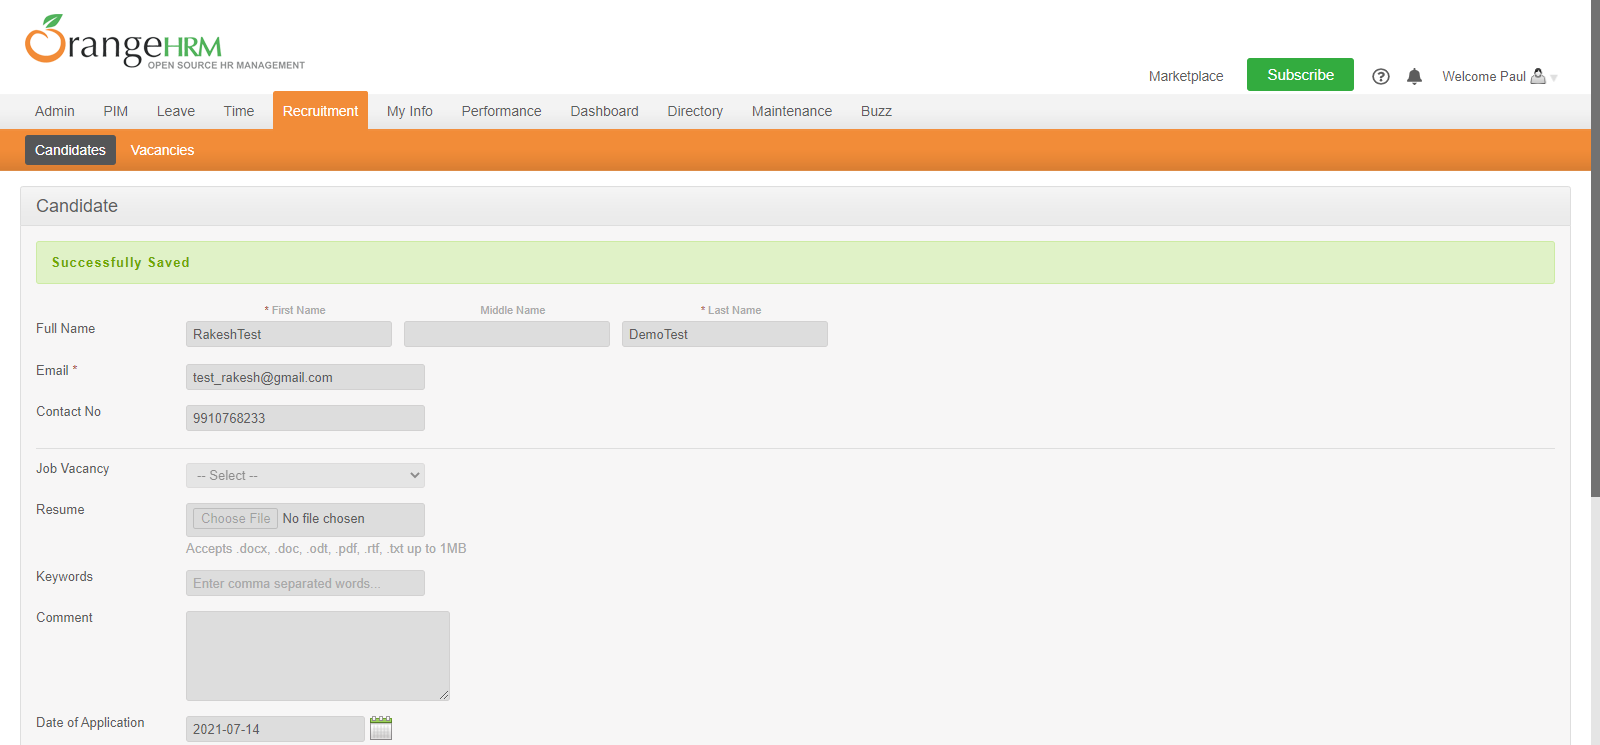 OrangeHRM
OPEN SOURCE HR MANAGEMENT
Marketplace Subscribe Welcome Paul
Admin PIM Leave Time Recruitment My Info Performance Dashboard Directory Maintenance Buzz
Candidates Vacancies
Candidate
Successfully Saved
* First Name Middle Name * Last Name
Full Name RakeshTest DemoTest
Email * test_rakesh@gmail.com
Contact No 9910768233
Job Vacancy -- Select --
Resume Choose File No file chosen
Accepts .docx, .doc, .odt, .pdf, .rtf, .txt up to 1MB
Keywords Enter comma separated words...
Comment
Date of Application 2021-07-14